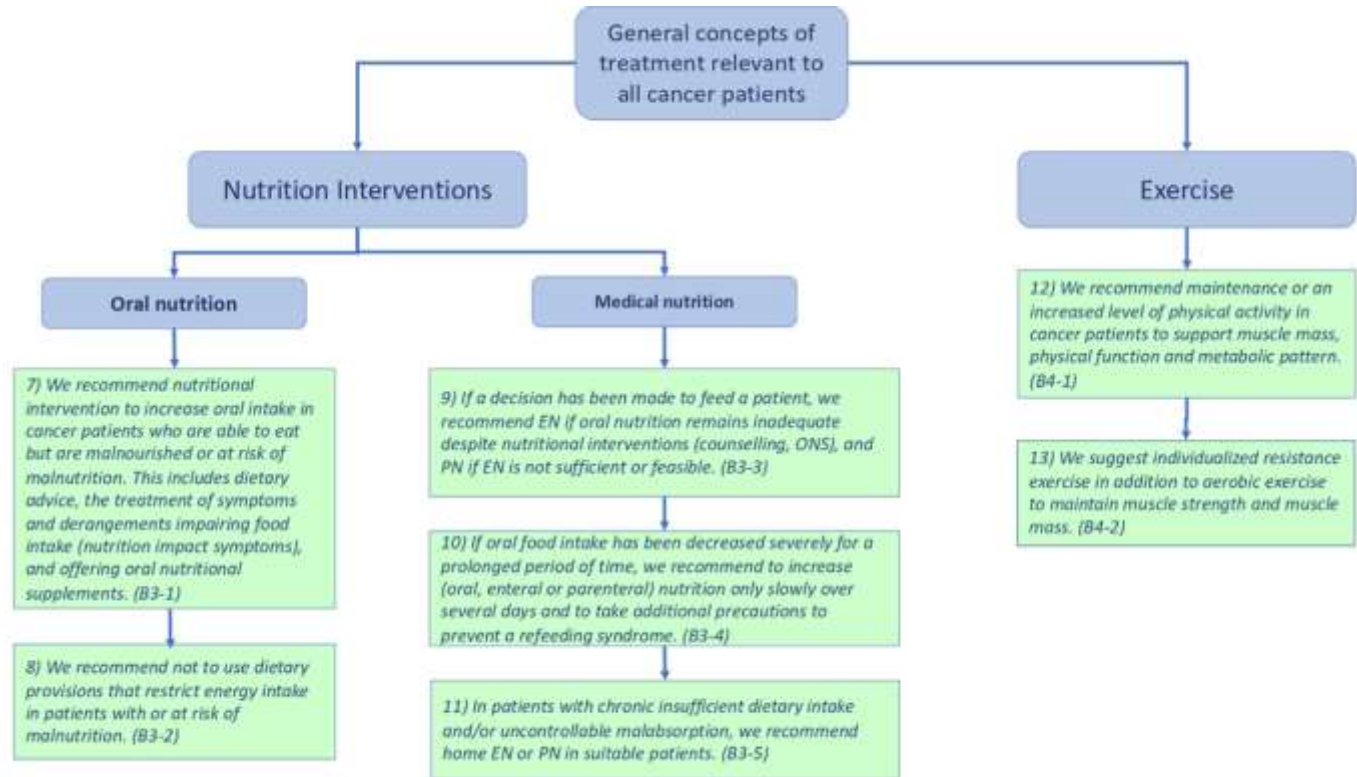 General concepts of
treatment relevant to
all cancer patients
Nutrition Interventions
Exercise
Oral nutrition
Medical nutrition
7) We recommend nutritional
intervention to increase oral intake in
cancer patients who are able to eat
but are malnourished or at risk of
malnutrition. This includes dietary
advice, the treatment of symptoms
and derangements impairing food
intake (nutrition impact symptoms),
and offering oral nutritional
supplements. (B3-1)
8) We recommend not to use dietary
provisions that restrict energy intake
in patients with or at risk of
malnutrition. (B3-2)
9) If a decision has been made to feed a patient, we
recommend EN if oral nutrition remains inadequate
despite nutritional interventions (counselling, ONS), and
PN if EN is not sufficient or feasible. (B3-3)
10) If oral food intake has been decreased severely for a
prolonged period of time, we recommend to increase
(oral, enteral or parenteral) nutrition only slowly over
several days and to take additional precautions to
prevent a refeeding syndrome. (B3-4)
11) In patients with chronic insufficient dietary intake
and/or uncontrollable malabsorption, we recommend
home EN or PN in suitable patients. (B3-5)
12) We recommend maintenance or an
increased level of physical activity in
cancer patients to support muscle mass,
physical function and metabolic pattern.
(B4-1)
13) We suggest individualized resistance
exercise in addition to aerobic exercise
to maintain muscle strength and muscle
mass. (B4-2)